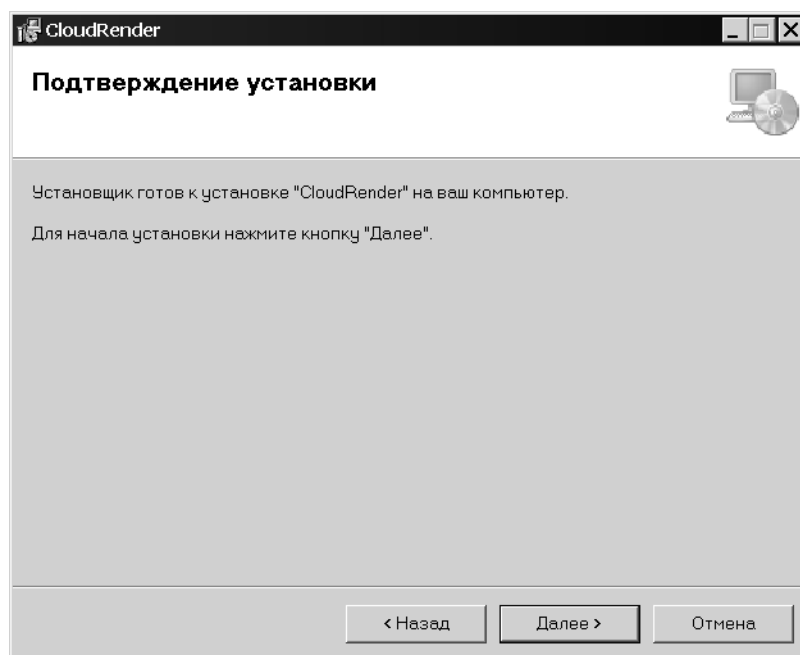 CloudRender
Подтверждение установки
Установщик готов к установке "CloudRender" на ваш компьютер.
Для начала установки нажмите кнопку "Далее".
< Назад
Далее >
Отмена